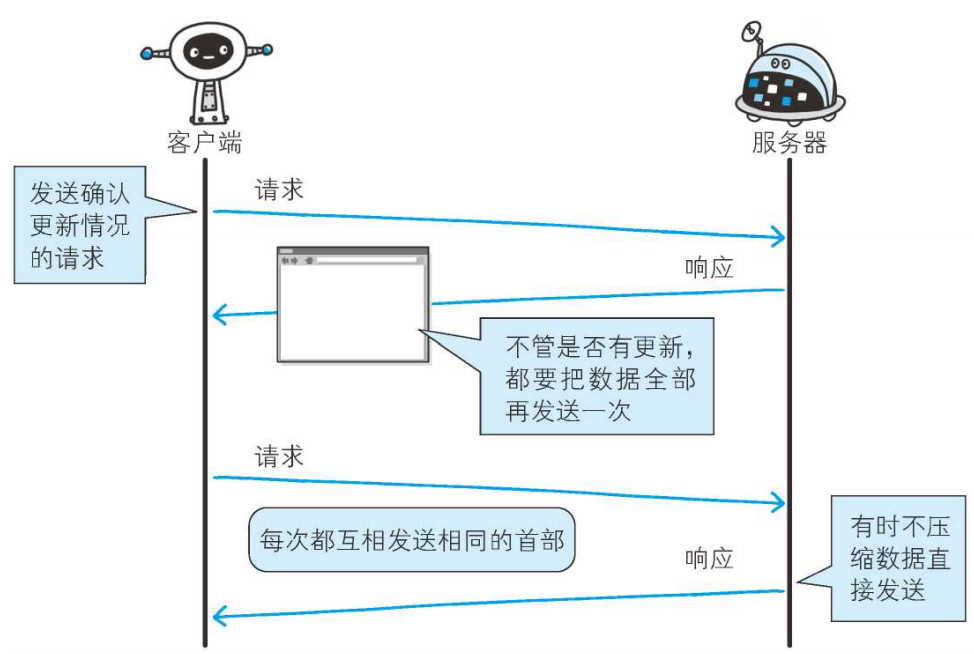 客户端
服务器
发送确认
更新情况
的请求
请求
响应
不管是否有更新，
都要把数据全部
再发送一次
请求
每次都互相发送相同的首部
响应
有时不压
缩数据直
接发送